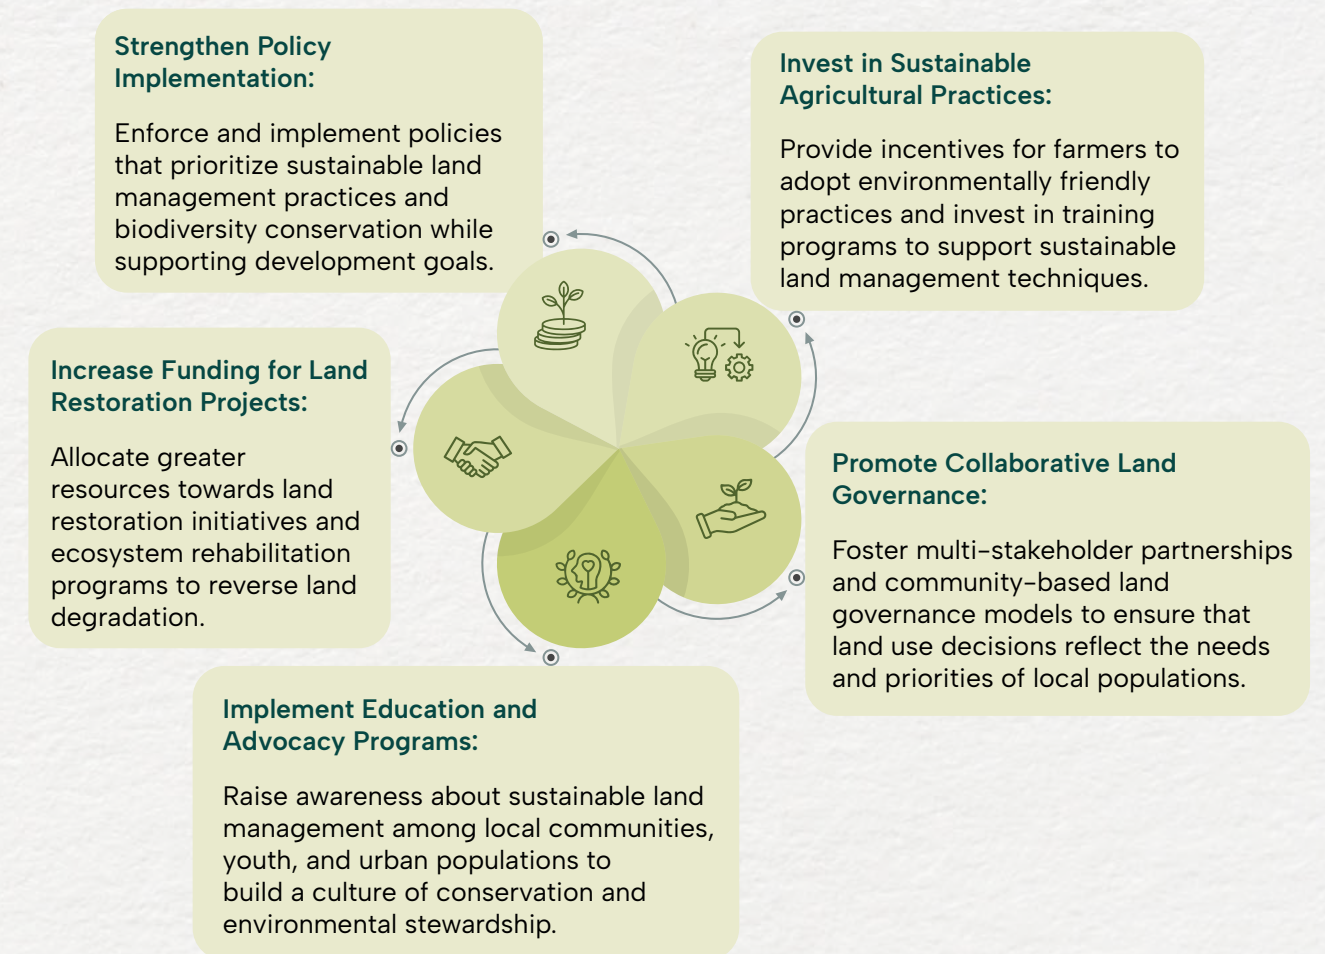 Strengthen Policy
Implementation:
Enforce and implement policies
that prioritize sustainable land
management practices and
biodiversity conservation while
supporting development goals.
Invest in Sustainable
Agricultural Practices:
Provide incentives for farmers to
adopt environmentally friendly
practices and invest in training
programs to support sustainable
land management techniques.
Increase Funding for Land
Restoration Projects:
Allocate greater
resources towards land
restoration initiatives and
ecosystem rehabilitation
programs to reverse land
degradation.
Promote Collaborative Land
Governance:
Foster multi-stakeholder partnerships
and community-based land
governance models to ensure that
land use decisions reflect the needs
and priorities of local populations.
Implement Education and
Advocacy Programs:
Raise awareness about sustainable land
management among local communities,
youth, and urban populations to
build a culture of conservation and
environmental stewardship.